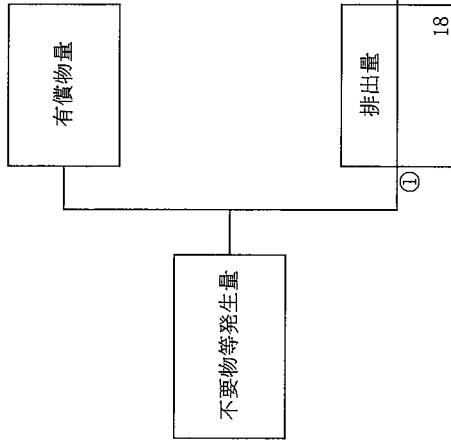 有償物量
不要物等発生量
排出量
①
18